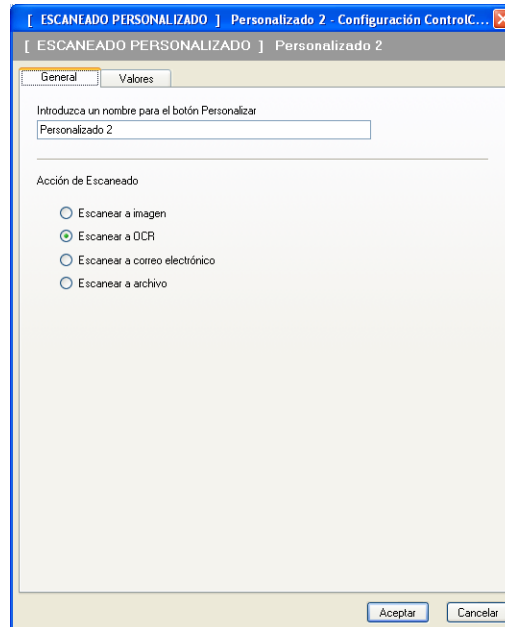 [ ESCANEADO PERSONALIZADO ] Personalizado 2 - Configuración ControlC...
[ ESCANEADO PERSONALIZADO ] Personalizado 2
General Valores
Introduzca un nombre para el botón Personalizar
Personalizado 2
Acción de Escaneado
Escanear a imagen
Escanear a OCR
Escanear a correo electrónico
Escanear a archivo
Aceptar Cancelar